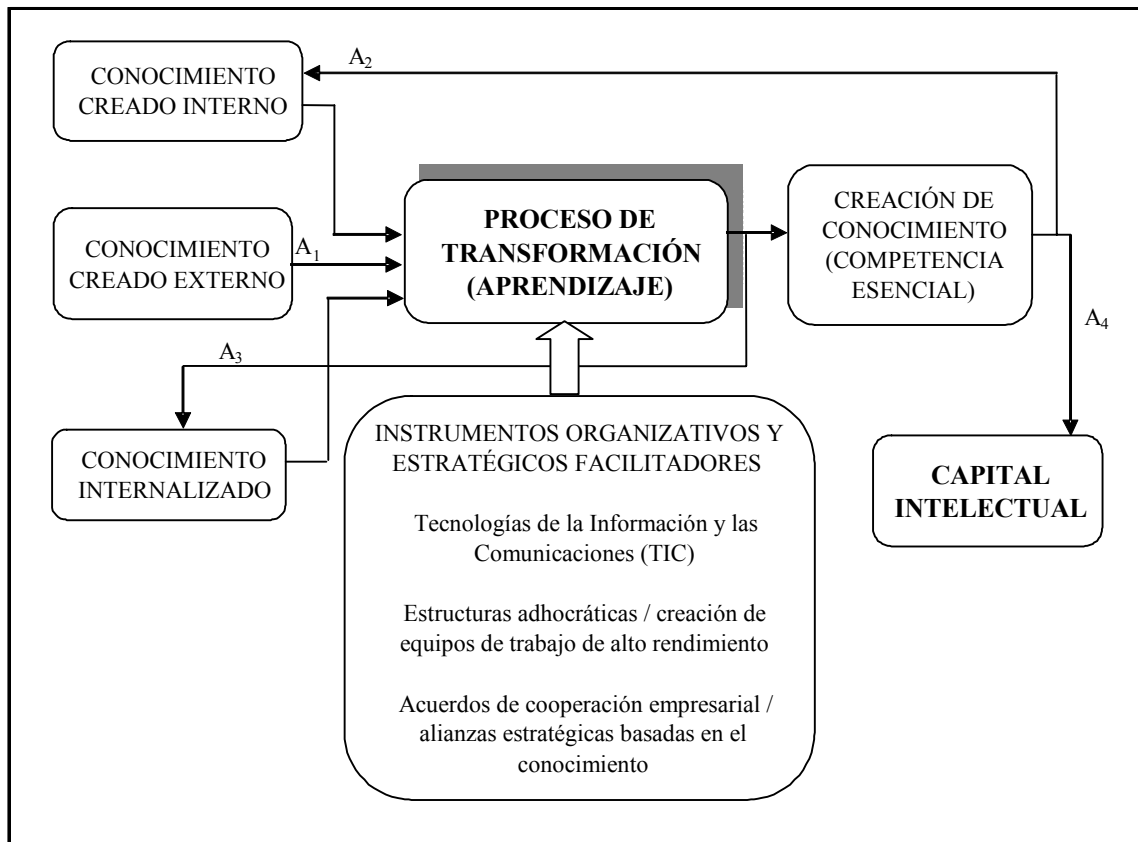 A2
CONOCIMIENTO
CREADO INTERNO
CONOCIMIENTO
CREADO EXTERNO
A1
PROCESO DE
TRANSFORMACIÓN
(APRENDIZAJE)
CREACIÓN DE
CONOCIMIENTO
(COMPETENCIA
ESENCIAL)
A3
A4
CONOCIMIENTO
INTERNALIZADO
INSTRUMENTOS ORGANIZATIVOS Y
ESTRATÉGICOS FACILITADORES
Tecnologías de la Información y las
Comunicaciones (TIC)
Estructuras adhocráticas / creación de
equipos de trabajo de alto rendimiento
Acuerdos de cooperación empresarial /
alianzas estratégicas basadas en el
conocimiento
CAPITAL
INTELECTUAL